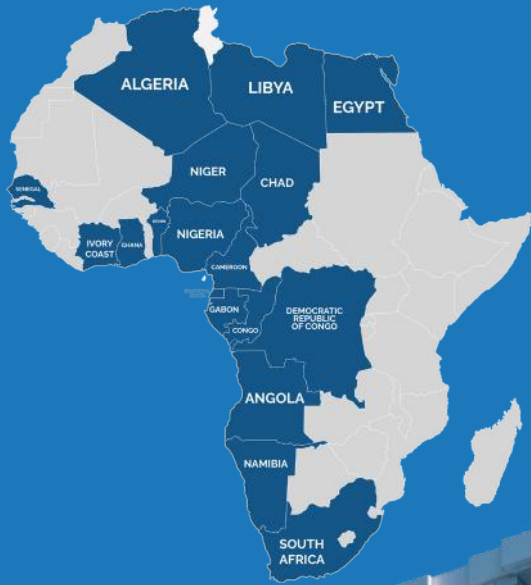 ALGERIA
LIBYA
EGYPT
NIGER
CHAD
SENEGAL
NIGERIA
IVORY
COAST
GHANA
BENIN
CAMEROON
GABON
CONGO
DEMOCRATIC
REPUBLIC
OF CONGO
ANGOLA
NAMIBIA
SOUTH
AFRICA